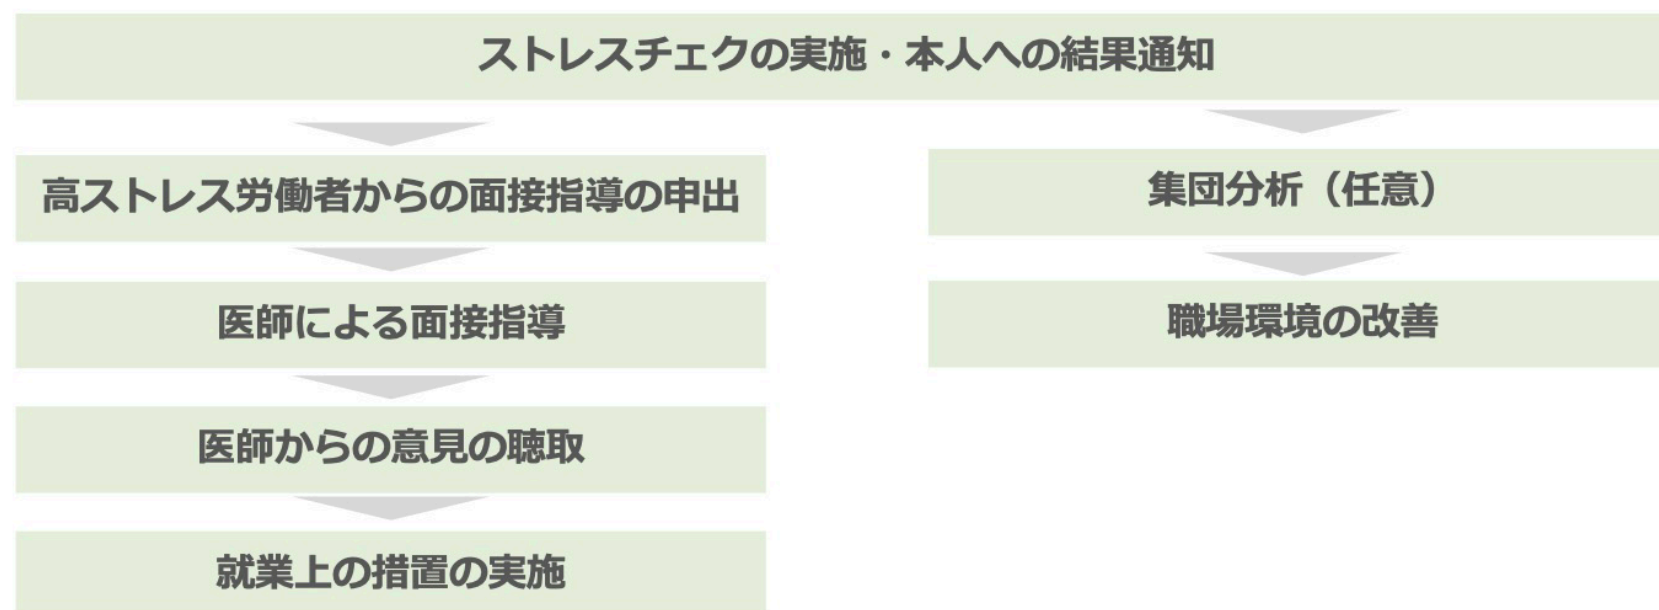 ストレスチェクの実施・本人への結果通知
高ストレス労働者からの面接指導の申出
医師による面接指導
医師からの意見の聴取
就業上の措置の実施
集団分析（任意）
職場環境の改善